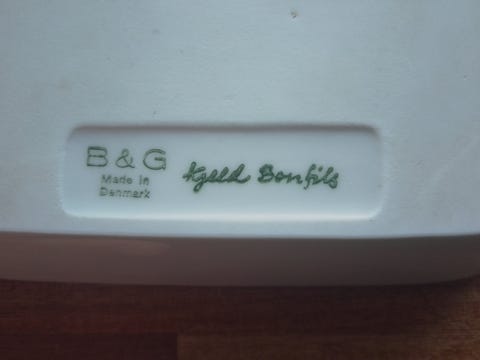 B & G
Made in
Denmark
Kjeld Bonfils